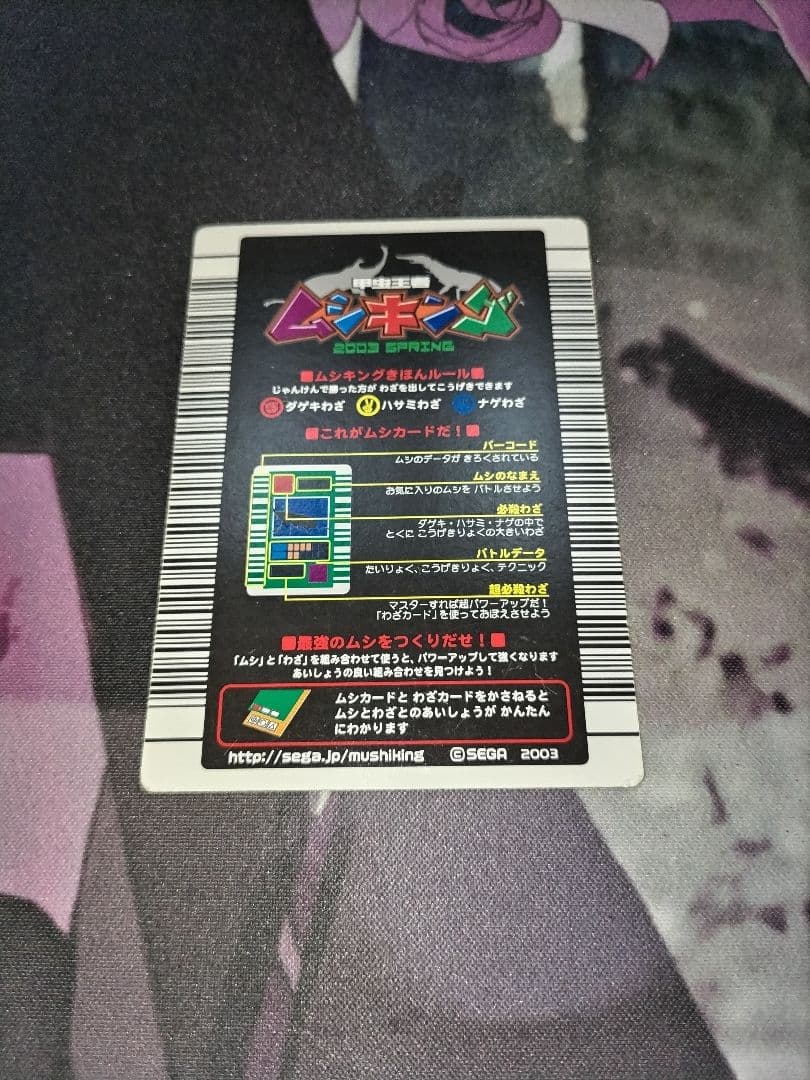 甲虫王者
ムシキング
2003 SPRING
■ムシキングきほんルール■
じゃんけんで勝った方が わざを出してこうげきできます
ダゲキわざ ハサミわざ ナゲわざ
■これがムシカードだ！■
バーコード
ムシのデータが きろくされている
ムシのなまえ
お気に入りのムシを バトルさせよう
必殺わざ
ダゲキ・ハサミ・ナゲの中で
とくに こうげきりょくの大きいわざ
バトルデータ
たいりょく、こうげきりょく、テクニック
超必殺わざ
マスターすれば超パワーアップだ！
「わざカード」を使っておぼえさせよう
■最強のムシをつくりだせ！■
「ムシ」と「わざ」を組み合わせて使うと、パワーアップして強くなります
あいしょうの良い組み合わせを見つけよう！
ムシカードと わざカードをかさねると
ムシとわざとのあいしょうが かんたん
にわかります
http://sega.jp/mushiking ©SEGA 2003